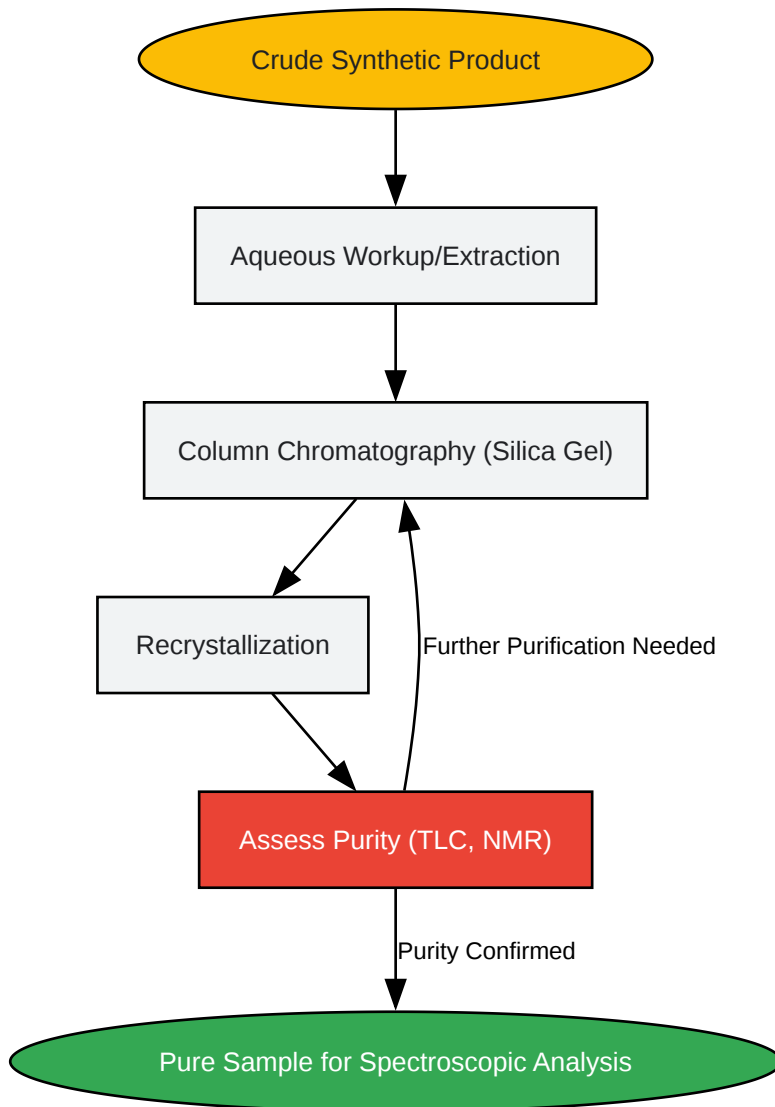 Crude Synthetic Product
Aqueous Workup/Extraction
Column Chromatography (Silica Gel)
Recrystallization
Further Purification Needed
Assess Purity (TLC, NMR)
Purity Confirmed
Pure Sample for Spectroscopic Analysis